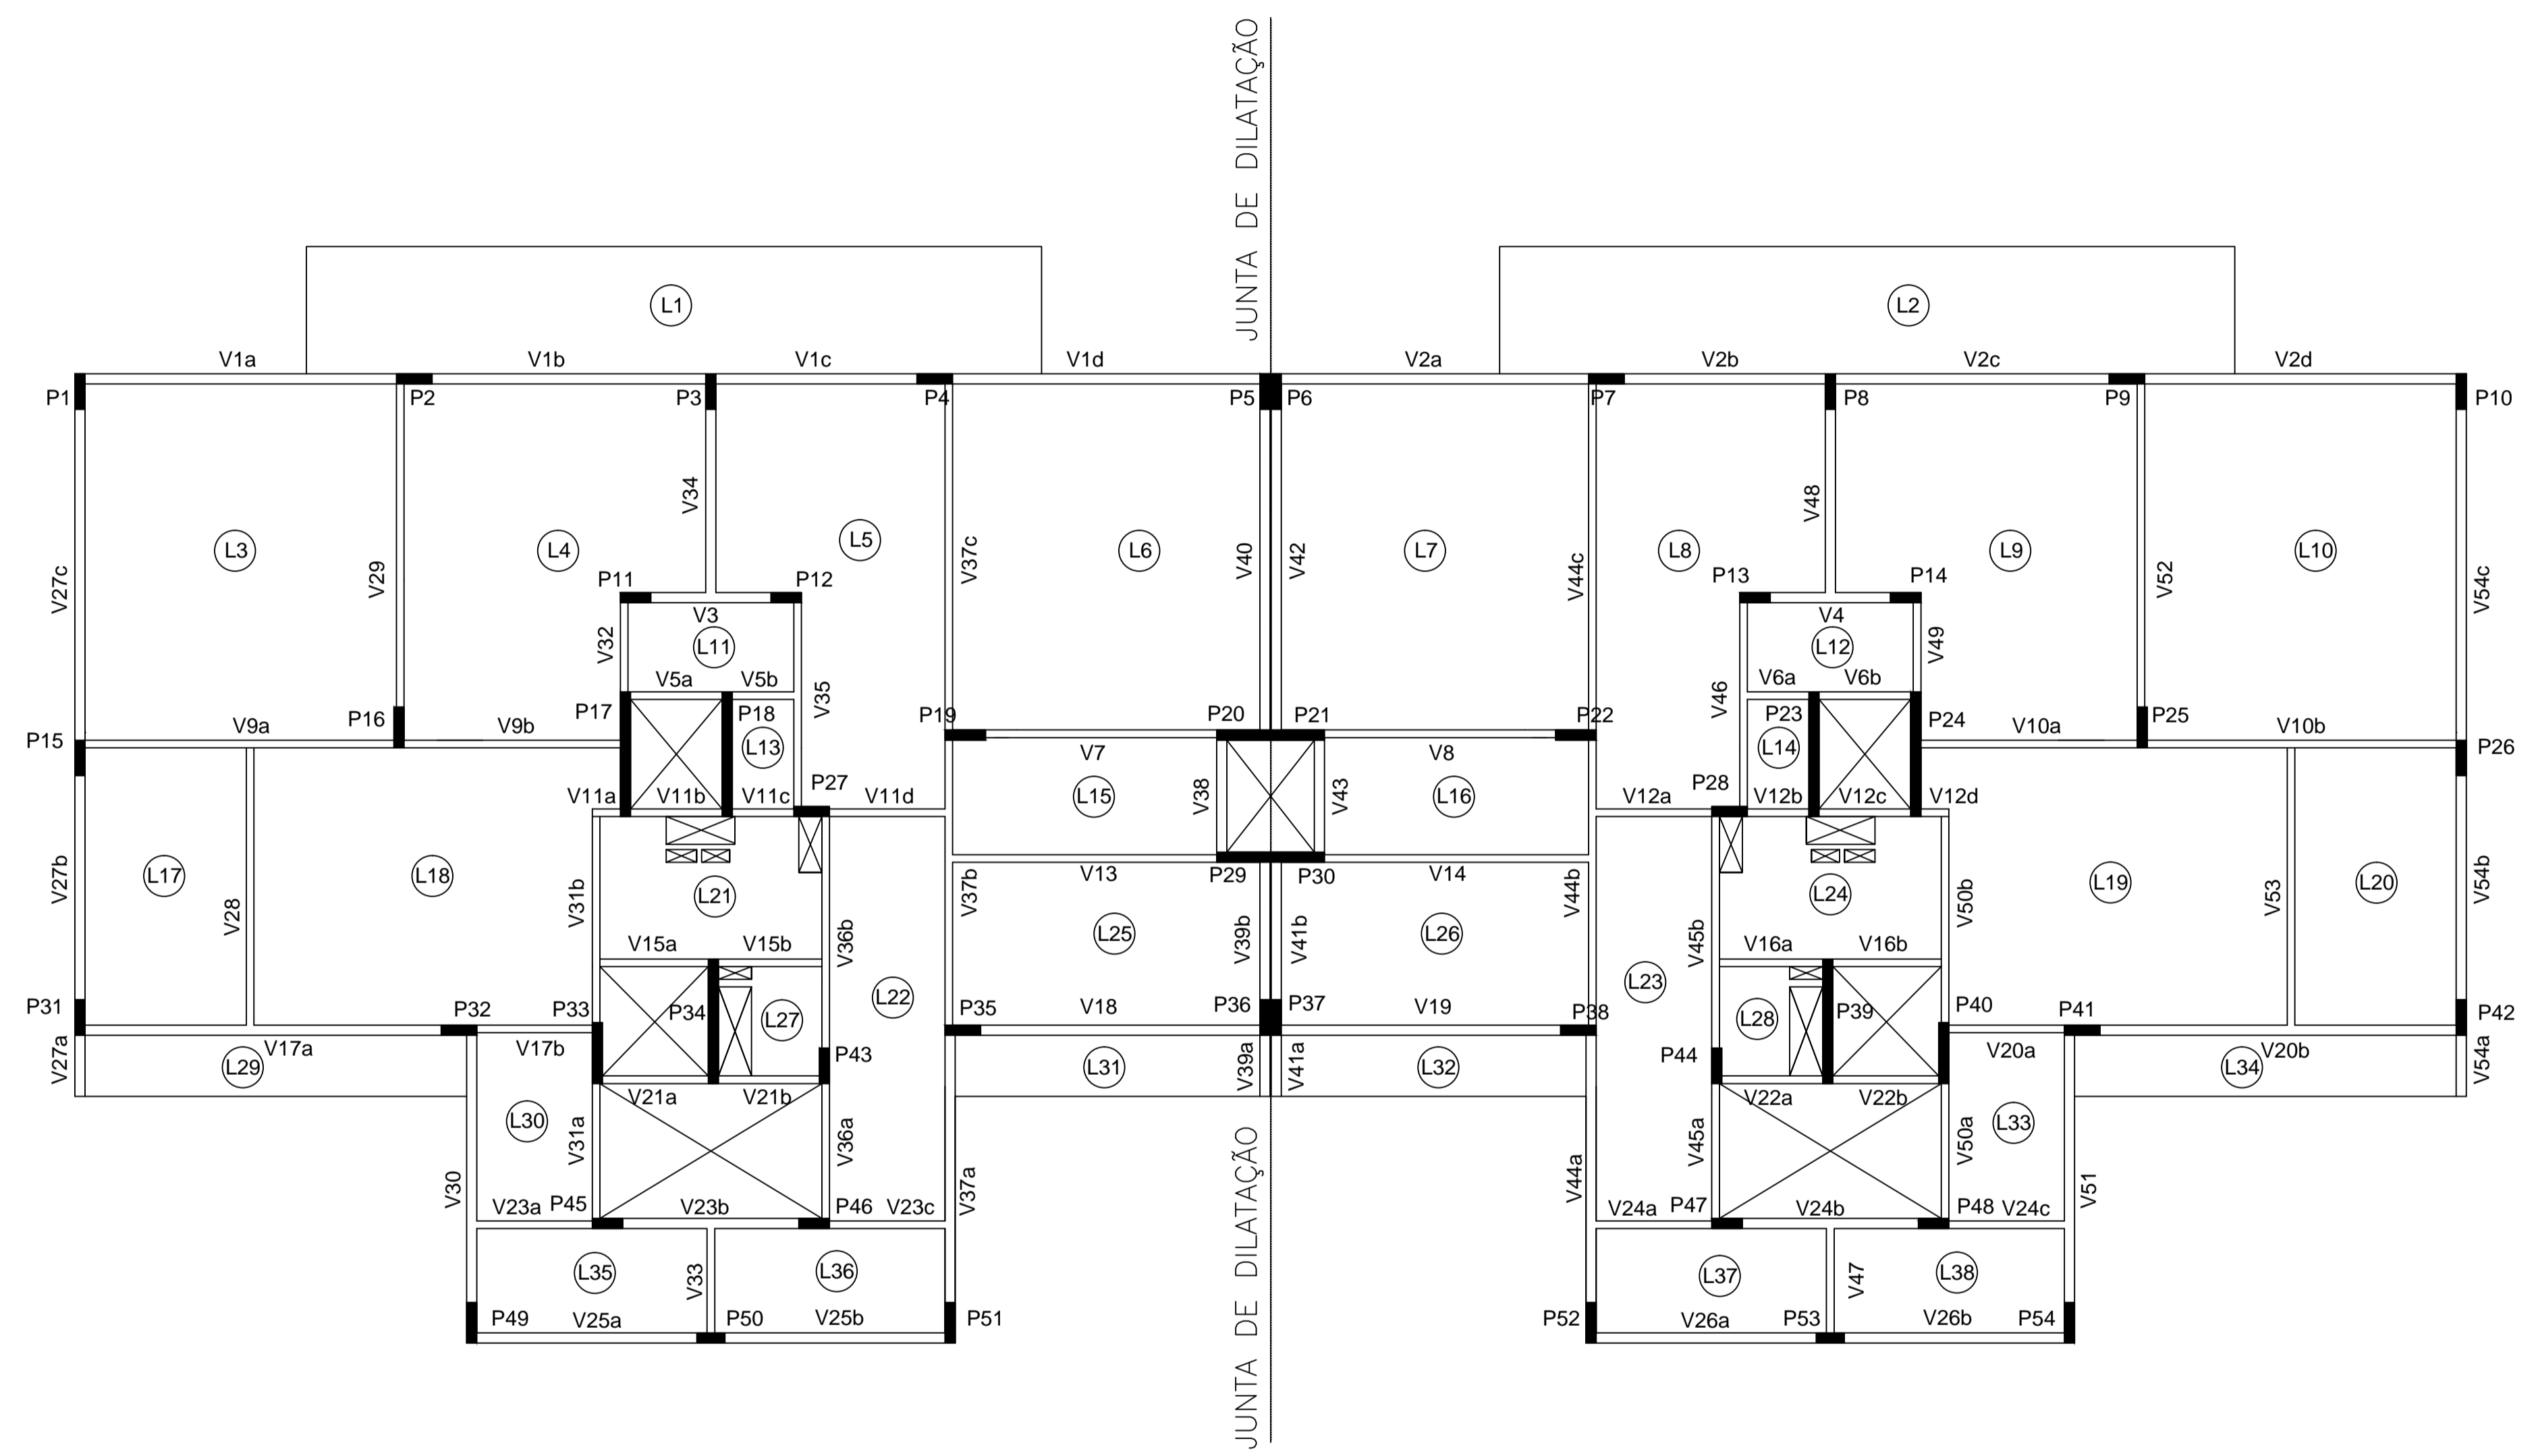 JUNTA DE DILATAÇÃO
L1
L2
V1a
V1b
V1c
V1d
V2a
V2b
V2c
V2d
P1
P2
P3
P4
P5
P6
P7
P8
P9
P10
V34
V48
L3
L4
L5
L6
L7
L8
L9
L10
V27c
V29
V37c
V40
V42
V44c
V52
V54c
P11
P12
P13
P14
V3
V4
V32
L11
L12
V49
V5a
V5b
V6a
V6b
V35
V46
P15
V9a
P16
V9b
P17
P18
P19
P20
P21
P22
P23
P24
V10a
P25
V10b
P26
L13
L14
V7
V8
V11a
V11b
V11c
P27
V11d
L15
V38
V43
L16
V12a
P28
V12b
V12c
V12d
V27b
L17
V28
L18
V31b
L21
V36b
V37b
V13
P29
P30
V14
V44b
V45b
L24
V50b
L19
V53
L20
V54b
L25
V39b
V41b
L26
V15a
V15b
V16a
V16b
L22
L23
P31
P32
P33
P34
L27
P35
V18
P36
P37
V19
P38
L28
P39
P40
P41
P42
V27a
L29
V17a
V17b
P43
L31
V39a
V41a
L32
P44
V20a
V20b
L34
V54a
V21a
V21b
V22a
V22b
L30
V31a
V36a
V45a
V50a
L33
V30
V23a
P45
V23b
P46
V23c
V37a
V44a
V24a
P47
V24b
P48
V24c
V51
L35
V33
L36
L37
V47
L38
P49
V25a
P50
V25b
P51
P52
V26a
P53
V26b
P54
JUNTA DE DILATAÇÃO